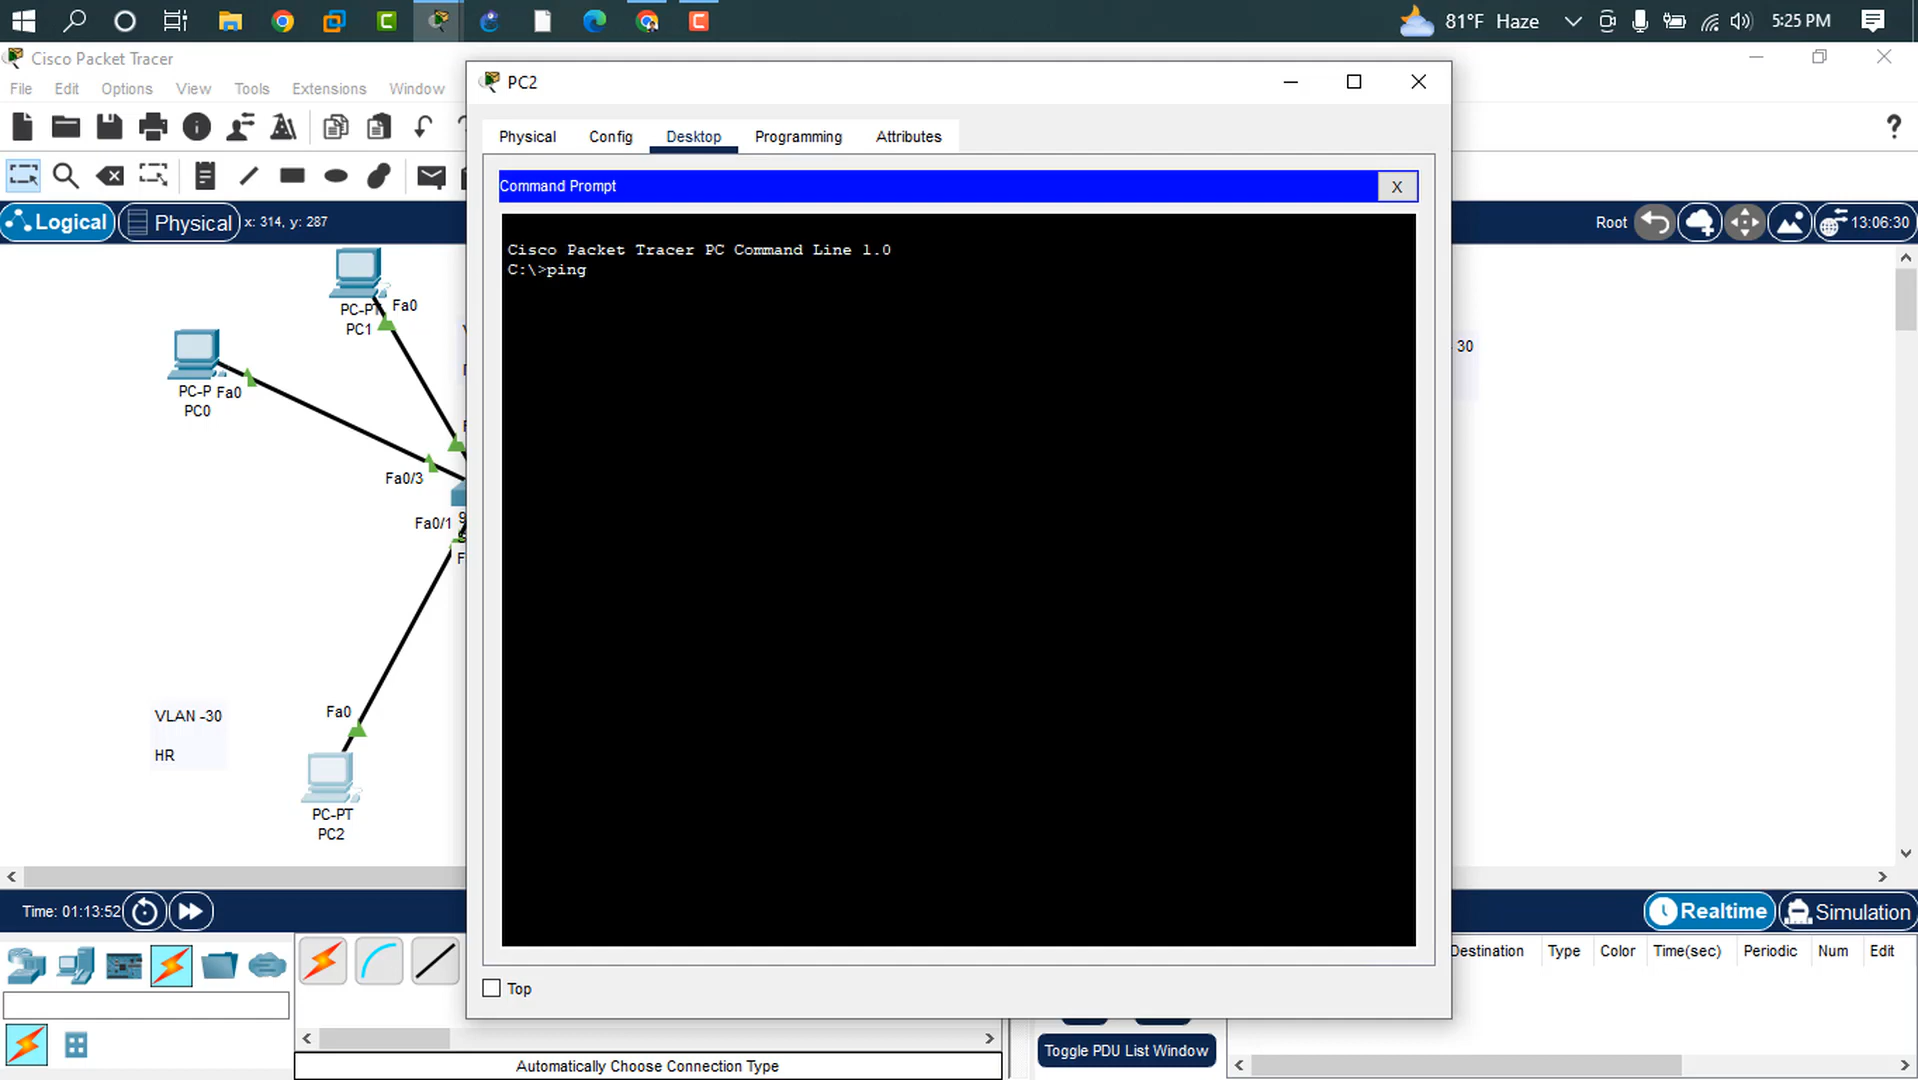 81°F Haze
5:25 PM
Cisco Packet Tracer
File Edit Options View Tools Extensions Window
PC2
Physical Config Desktop Programming Attributes
Command Prompt
X
Cisco Packet Tracer PC Command Line 1.0
C:\>ping
Logical
Physical
x: 314, y: 287
Root
13:06:30
Fa0
PC1
30
Fa0
PC0
Fa0/3
Fa0/1
VLAN -30
HR
Fa0
PC-PT
PC2
Time: 01:13:52
Realtime
Simulation
Top
Destination Type Color Time(sec) Periodic Num Edit
Toggle PDU List Window
Automatically Choose Connection Type